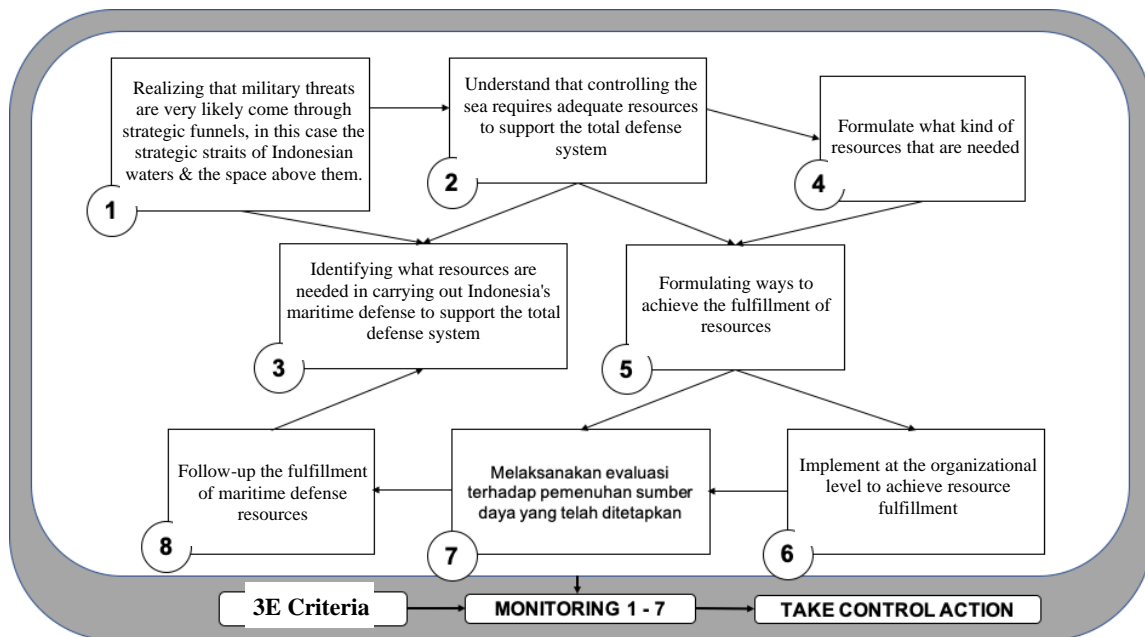 Realizing that military threats
are very likely come through
strategic funnels, in this case the
strategic straits of Indonesian
waters & the space above them.
1
Understand that controlling the
sea requires adequate resources
to support the total defense
system
2
Formulate what kind of
resources that are needed
4
Identifying what resources are
needed in carrying out Indonesia's
maritime defense to support the total
defense system
3
Formulating ways to
achieve the fulfillment of
resources
5
Follow-up the fulfillment
of maritime defense
resources
8
Melaksanakan evaluasi
terhadap pemenuhan sumber
daya yang telah ditetapkan
7
Implement at the organizational
level to achieve resource
fulfillment
6
3E Criteria
MONITORING 1 - 7
TAKE CONTROL ACTION